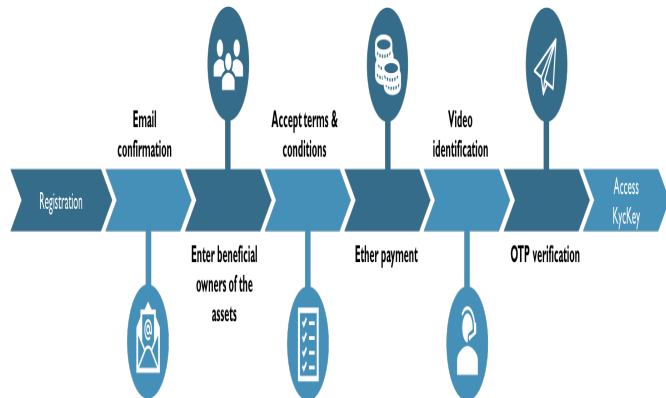 Registration
Email
confirmation
Enter beneficial
owners of the
assets
Accept terms &
conditions
Ether payment
Video
identification
OTP verification
Access
KycKey
@